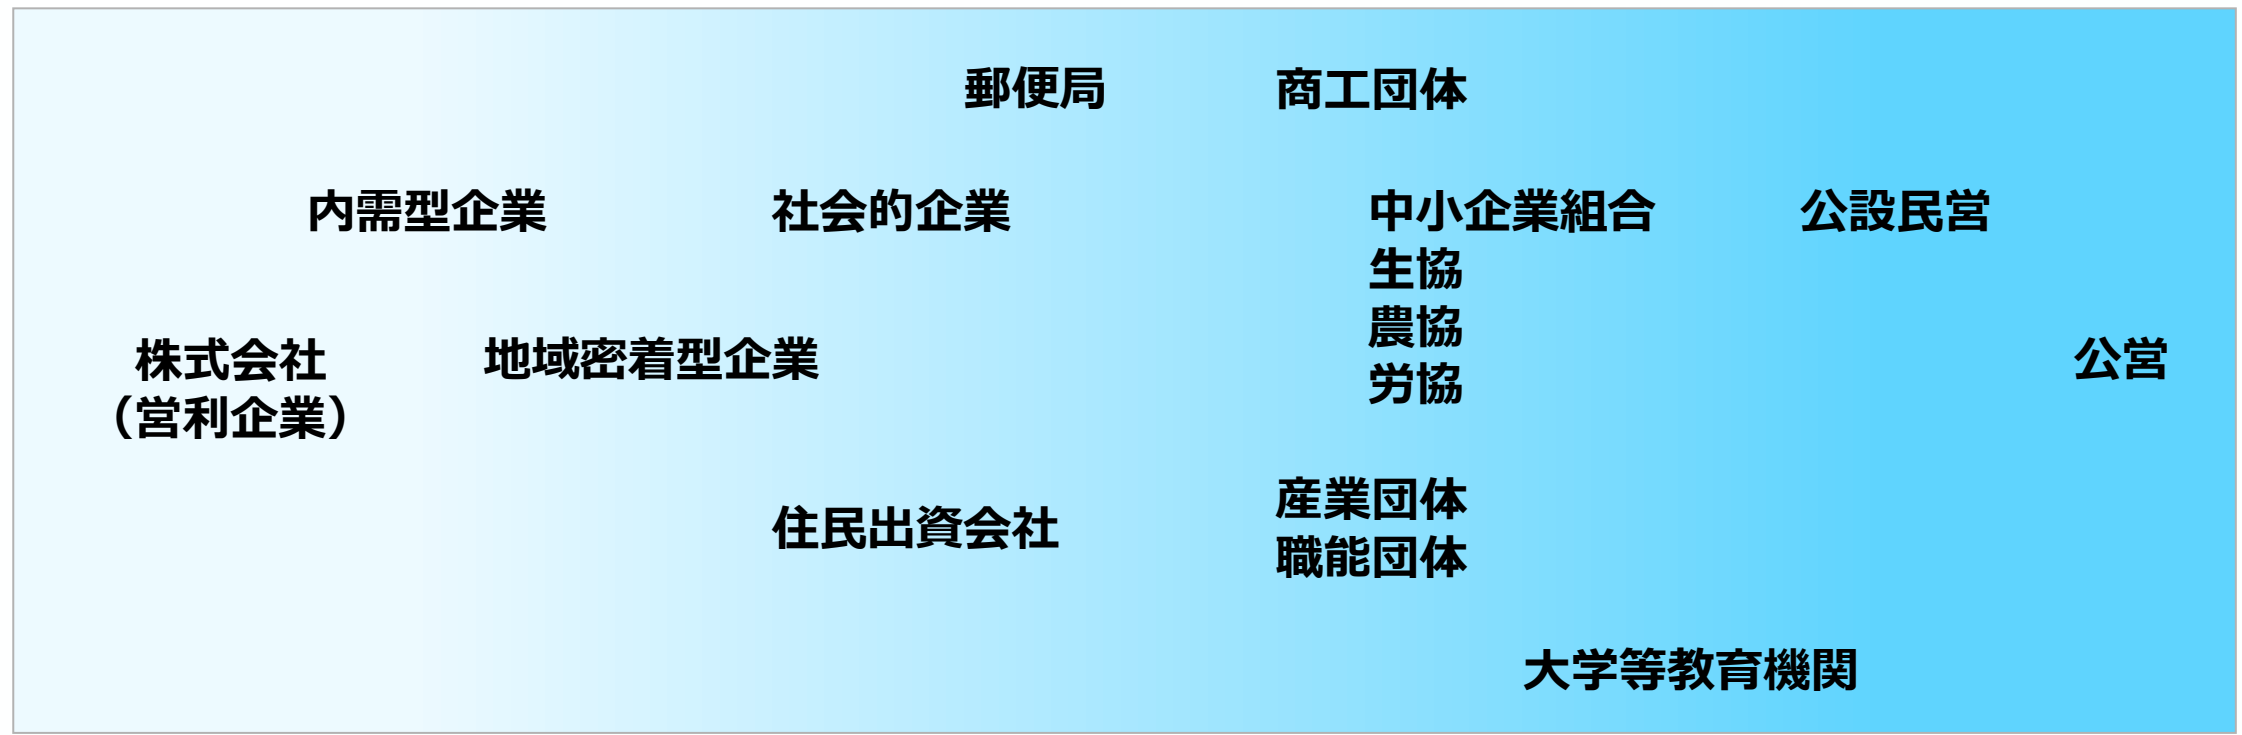 郵便局
商工団体
内需型企業
社会的企業
中小企業組合
生協
農協
労協
公設民営
株式会社
（営利企業）
地域密着型企業
公営
住民出資会社
産業団体
職能団体
大学等教育機関